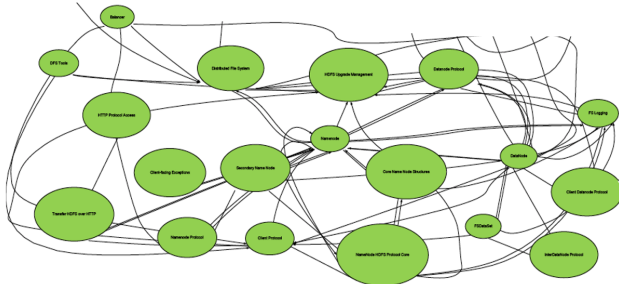 Balancer
DFS Tools
Distributed File System
HDFS Upgrade Management
Datanode Protocol
HTTP Protocol Access
FS Logging
Namenode
DataNode
Client-facing Exceptions
Secondary Name Node
Core Name Node Structures
Client Datanode Protocol
Transfer HDFS over HTTP
Namenode Protocol
Client Protocol
FSDataSet
NameNode HDFS Protocol Core
InterDataNode Protocol